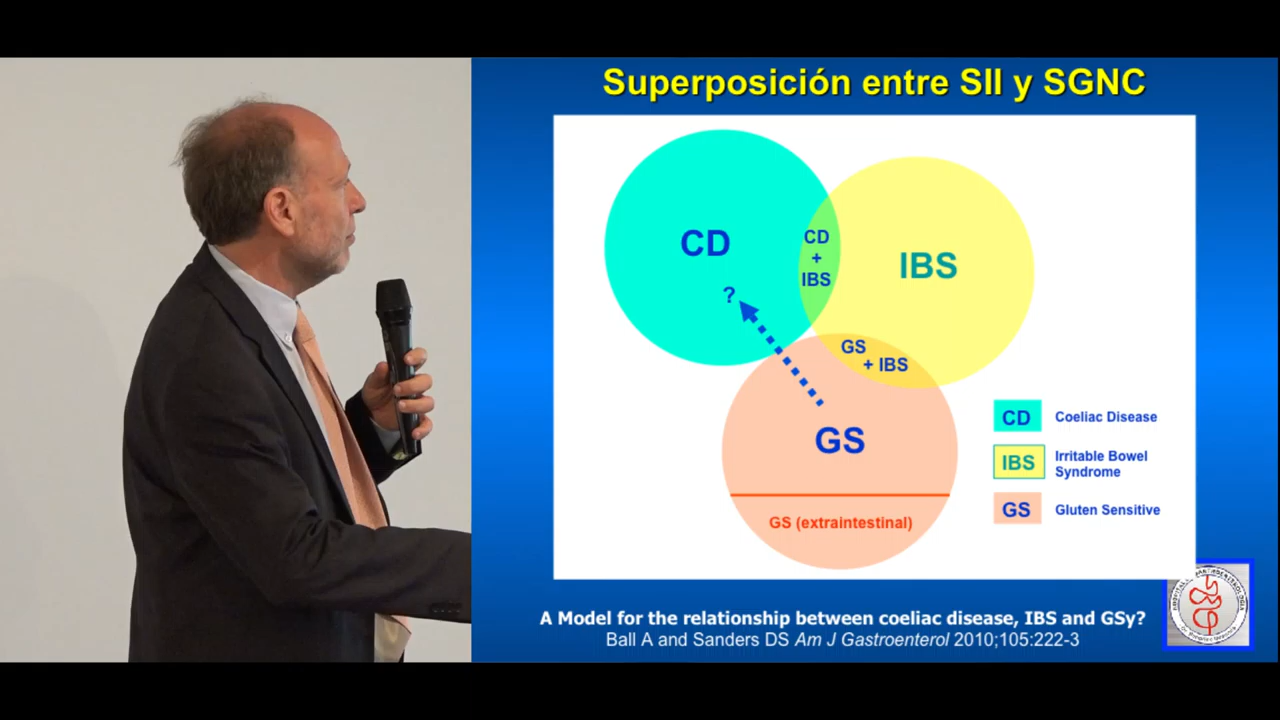 Superposición entre SII y SGNC
CD
?
CD
+
IBS
IBS
GS
+ IBS
GS
GS (extraintestinal)
CD
Coeliac Disease
IBS
Irritable Bowel
Syndrome
GS
Gluten Sensitive
A Model for the relationship between coeliac disease, IBS and GSy?
Ball A and Sanders DS Am J Gastroenterol 2010;105:222-3